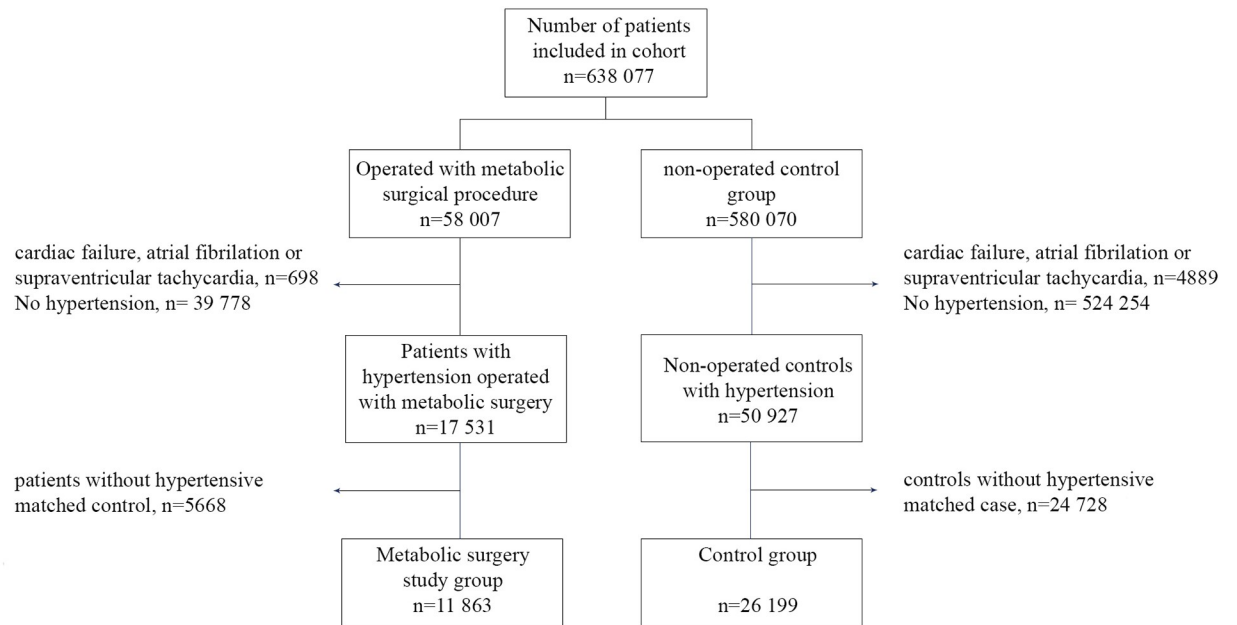 Number of patients
included in cohort
n=638 077
Operated with metabolic
surgical procedure
n=58 007
non-operated control
group
n=580 070
cardiac failure, atrial fibrilation or
supraventricular tachycardia, n=698
No hypertension, n= 39 778
cardiac failure, atrial fibrilation or
supraventricular tachycardia, n=4889
No hypertension, n= 524 254
Patients with
hypertension operated
with metabolic surgery
n=17 531
Non-operated controls
with hypertension
n=50 927
patients without hypertensive
matched control, n=5668
controls without hypertensive
matched case, n=24 728
Metabolic surgery
study group
n=11 863
Control group
n=26 199